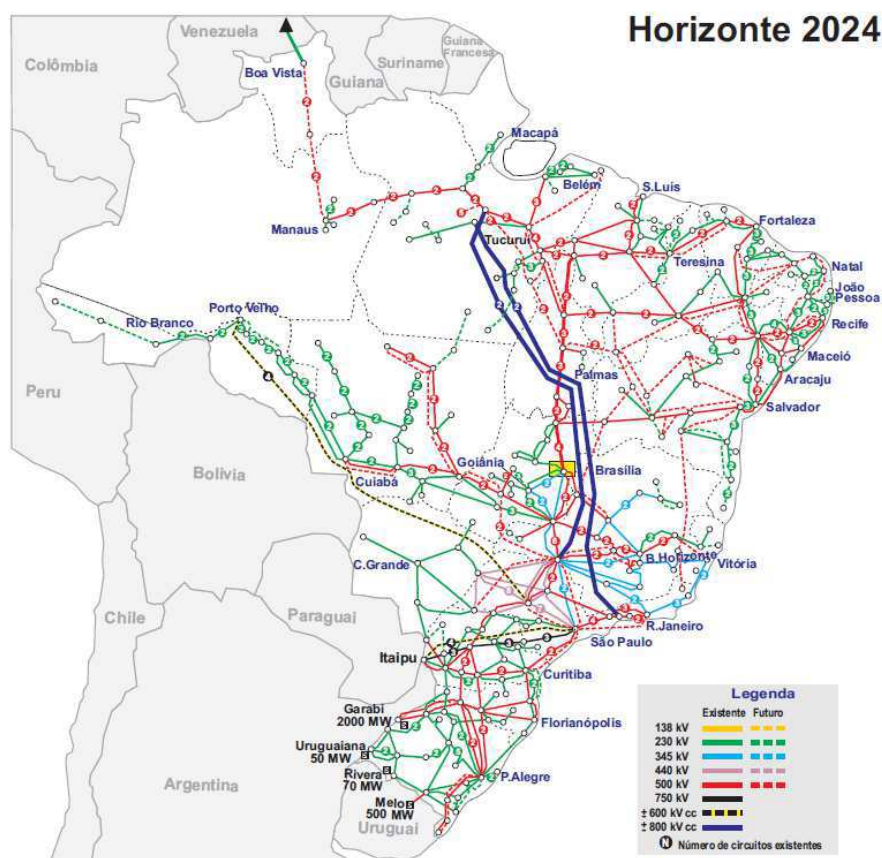 Horizonte 2024
Venezuela
Colômbia
Guiana
Suriname
Guiana
Francesa
Boa Vista
Macapá
Belém
S.Luis
Manaus
Tucuruí
Fortaleza
Teresina
Natal
João
Pessoa
Recife
Porto Velho
Rio Branco
Maceió
Palmas
Aracaju
Peru
Salvador
Goiânia
Brasília
Bolivia
Cuiabá
B.Horizonte
Vitória
C.Grande
Chile
Paraguai
R.Janeiro
São Paulo
Itaipu
Curitiba
Garabi
2000 MW
Florianópolis
Uruguaiana
50 MW
Rivera
70 MW
P.Alegre
Argentina
Melo
500 MW
Uruguai
Legenda
Existente Futuro
138 kV
230 kV
345 kV
440 kV
500 kV
750 kV
± 600 kV cc
± 800 kV cc
N Número de circuitos existentes